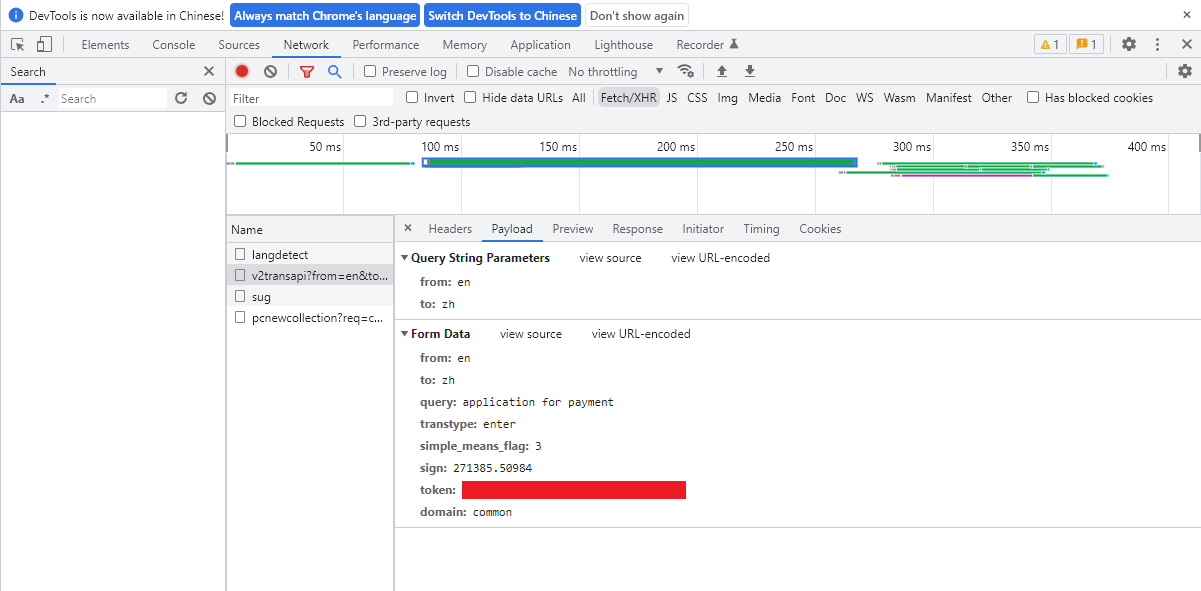 DevTools is now available in Chinese! Always match Chrome's language Switch DevTools to Chinese Don't show again
Elements Console Sources Network Performance Memory Application Lighthouse Recorder 1 1
Search
Preserve log Disable cache No throttling
Aa .* Search
Filter Invert Hide data URLs All Fetch/XHR JS CSS Img Media Font Doc WS Wasm Manifest Other Has blocked cookies
Blocked Requests 3rd-party requests
50 ms 100 ms 150 ms 200 ms 250 ms 300 ms 350 ms 400 ms
Name
langdetect
v2transapi?from=en&to...
sug
pcnewcollection?req=c...
Headers Payload Preview Response Initiator Timing Cookies
Query String Parameters view source view URL-encoded
from: en
to: zh
Form Data view source view URL-encoded
from: en
to: zh
query: application for payment
transtype: enter
simple_means_flag: 3
sign: 271385.50984
token:
domain: common